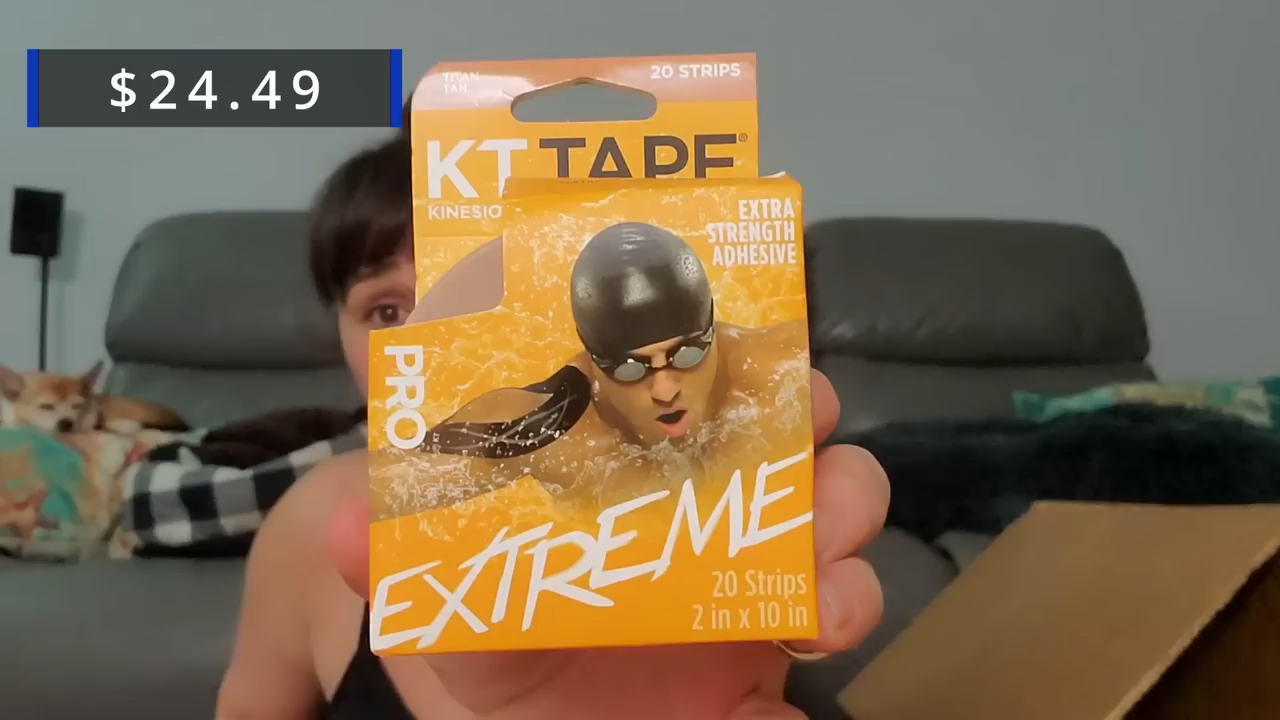 $24.49
TITAN
TAN
20 STRIPS
KT TAPE®
KINESIO
EXTRA
STRENGTH
ADHESIVE
PRO
EXTREME
20 Strips
2 in x 10 in